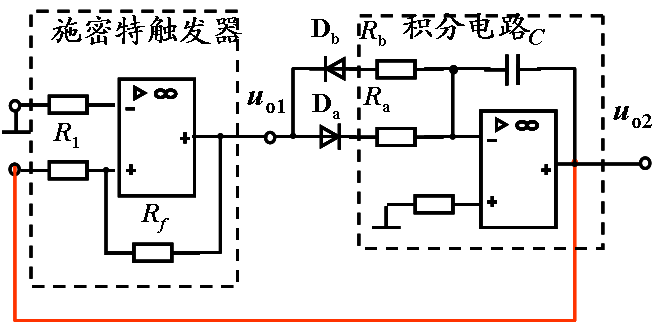 施密特触发器
积分电路
C
D_b
R_b
D_a
R_a
u_o1
u_o2
R_1
R_f
▷ ∞
-
+
+
▷ ∞
-
+
+